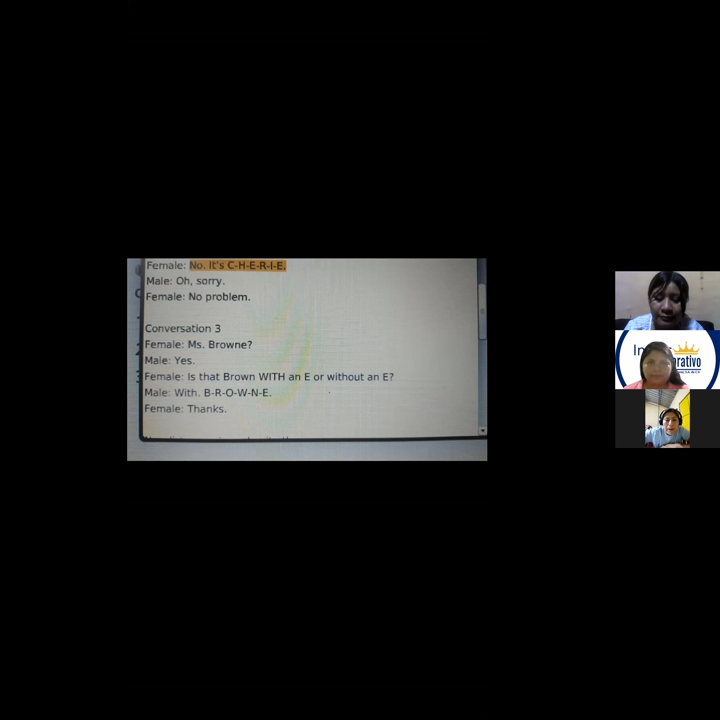 Female: No. It's C-H-E-R-I-E.
Male: Oh, sorry.
Female: No problem.
Conversation 3
Female: Ms. Browne?
Male: Yes.
Female: Is that Brown WITH an E or without an E?
Male: With. B-R-O-W-N-E.
Female: Thanks.